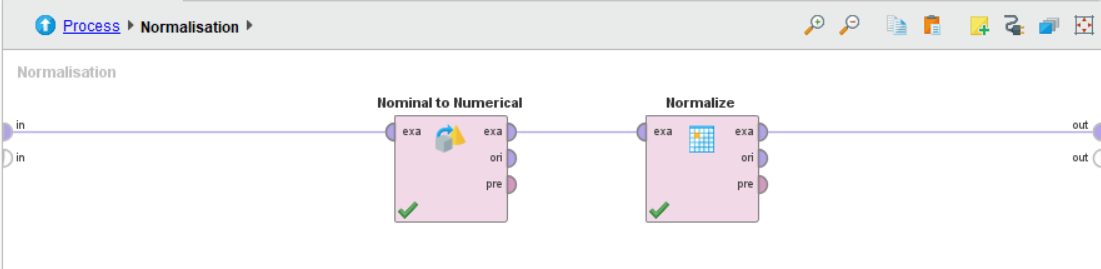 Process Normalisation
Normalisation
Nominal to Numerical Normalize
in exa exa exa exa out
in ori ori out
pre pre